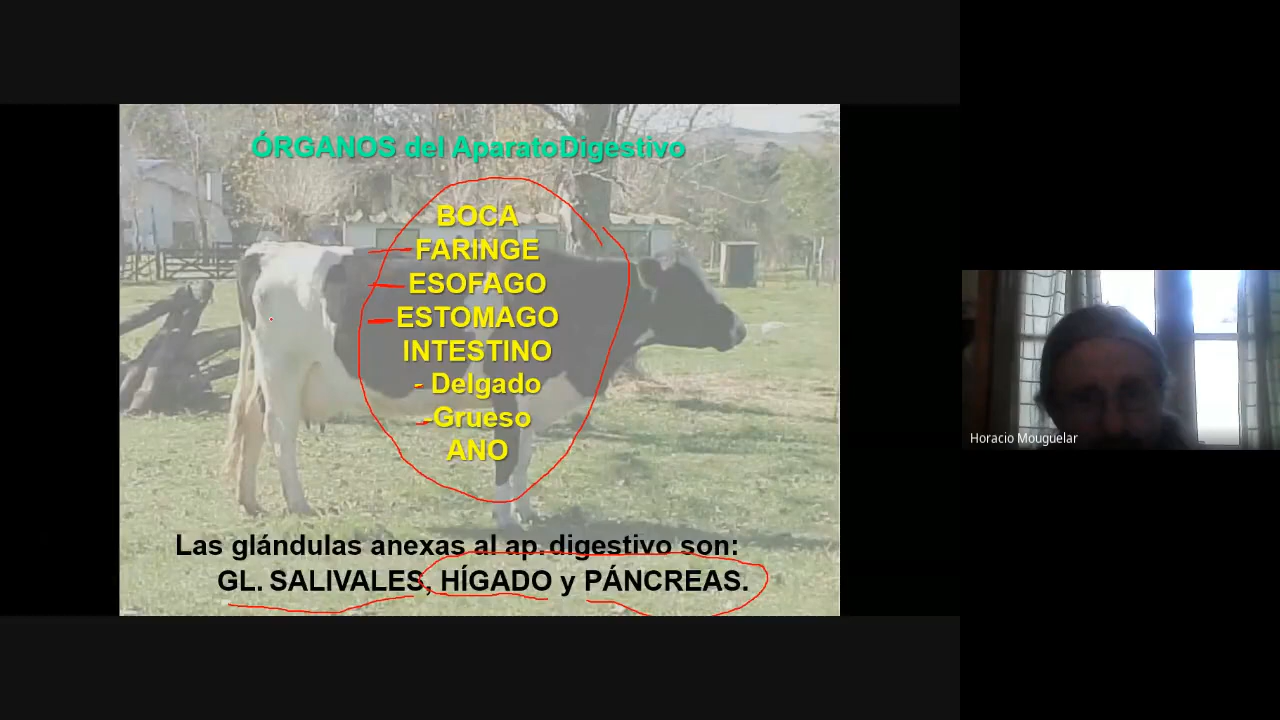 ÓRGANOS del AparatoDigestivo
BOCA
FARINGE
ESOFAGO
ESTOMAGO
INTESTINO
- Delgado
-Grueso
ANO
Las glándulas anexas al ap.digestivo son:
GL. SALIVALES, HÍGADO y PÁNCREAS.
Horacio Mouguelar